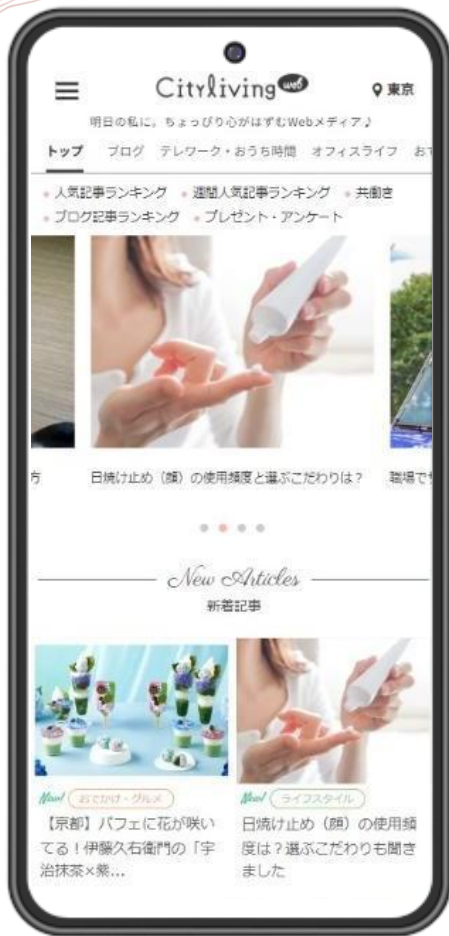 Cityliving web
東京
明日の私に。ちょっぴり心がはずむWebメディア♪
トップ ブログ テレワーク・おうち時間 オフィスライフ お
人気記事ランキング 週間人気記事ランキング 共働き
ブログ記事ランキング プレゼント・アンケート
方 日焼け止め（顔）の使用頻度と選ぶこだわりは？ 職場で
New Articles
新着記事
New! おでかけ・グルメ
【京都】パフェに花が咲い
てる！伊藤久右衛門の「宇
治抹茶×紫...
New! ライフスタイル
日焼け止め（顔）の使用頻
度は？選ぶこだわりも聞き
ました